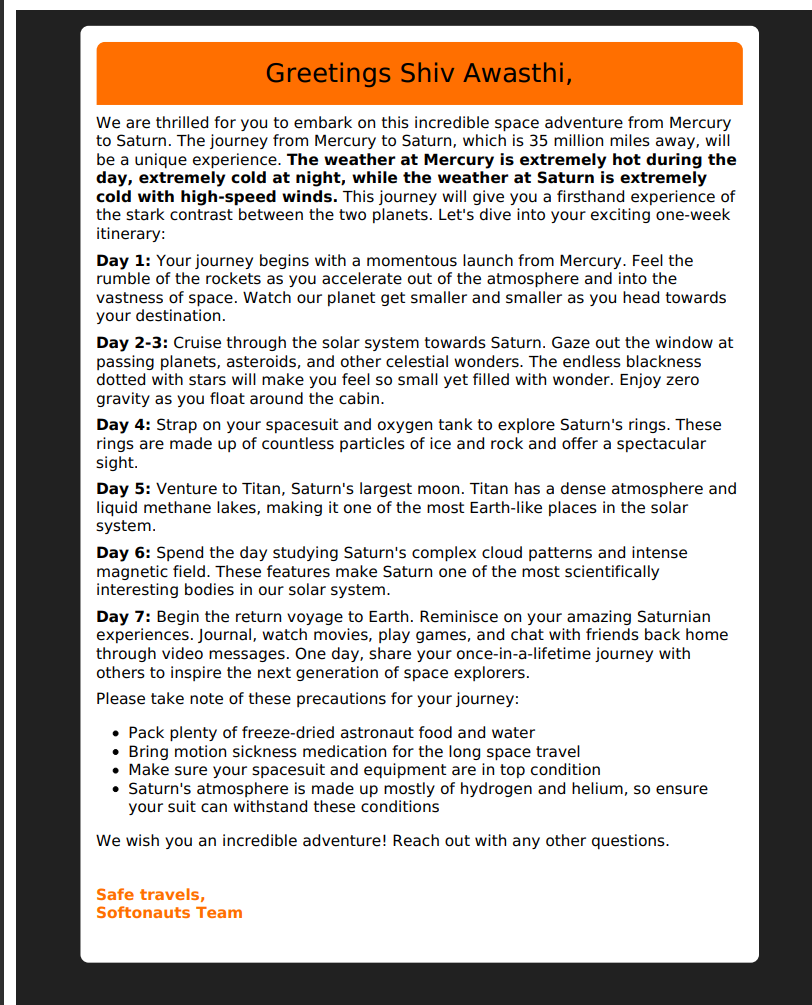 Greetings Shiv Awasthi,
We are thrilled for you to embark on this incredible space adventure from Mercury
to Saturn. The journey from Mercury to Saturn, which is 35 million miles away, will
be a unique experience. The weather at Mercury is extremely hot during the
day, extremely cold at night, while the weather at Saturn is extremely
cold with high-speed winds. This journey will give you a firsthand experience of
the stark contrast between the two planets. Let's dive into your exciting one-week
itinerary:
Day 1: Your journey begins with a momentous launch from Mercury. Feel the
rumble of the rockets as you accelerate out of the atmosphere and into the
vastness of space. Watch our planet get smaller and smaller as you head towards
your destination.
Day 2-3: Cruise through the solar system towards Saturn. Gaze out the window at
passing planets, asteroids, and other celestial wonders. The endless blackness
dotted with stars will make you feel so small yet filled with wonder. Enjoy zero
gravity as you float around the cabin.
Day 4: Strap on your spacesuit and oxygen tank to explore Saturn's rings. These
rings are made up of countless particles of ice and rock and offer a spectacular
sight.
Day 5: Venture to Titan, Saturn's largest moon. Titan has a dense atmosphere and
liquid methane lakes, making it one of the most Earth-like places in the solar
system.
Day 6: Spend the day studying Saturn's complex cloud patterns and intense
magnetic field. These features make Saturn one of the most scientifically
interesting bodies in our solar system.
Day 7: Begin the return voyage to Earth. Reminisce on your amazing Saturnian
experiences. Journal, watch movies, play games, and chat with friends back home
through video messages. One day, share your once-in-a-lifetime journey with
others to inspire the next generation of space explorers.
Please take note of these precautions for your journey:
• Pack plenty of freeze-dried astronaut food and water
• Bring motion sickness medication for the long space travel
• Make sure your spacesuit and equipment are in top condition
• Saturn's atmosphere is made up mostly of hydrogen and helium, so ensure
your suit can withstand these conditions
We wish you an incredible adventure! Reach out with any other questions.
Safe travels,
Softonauts Team